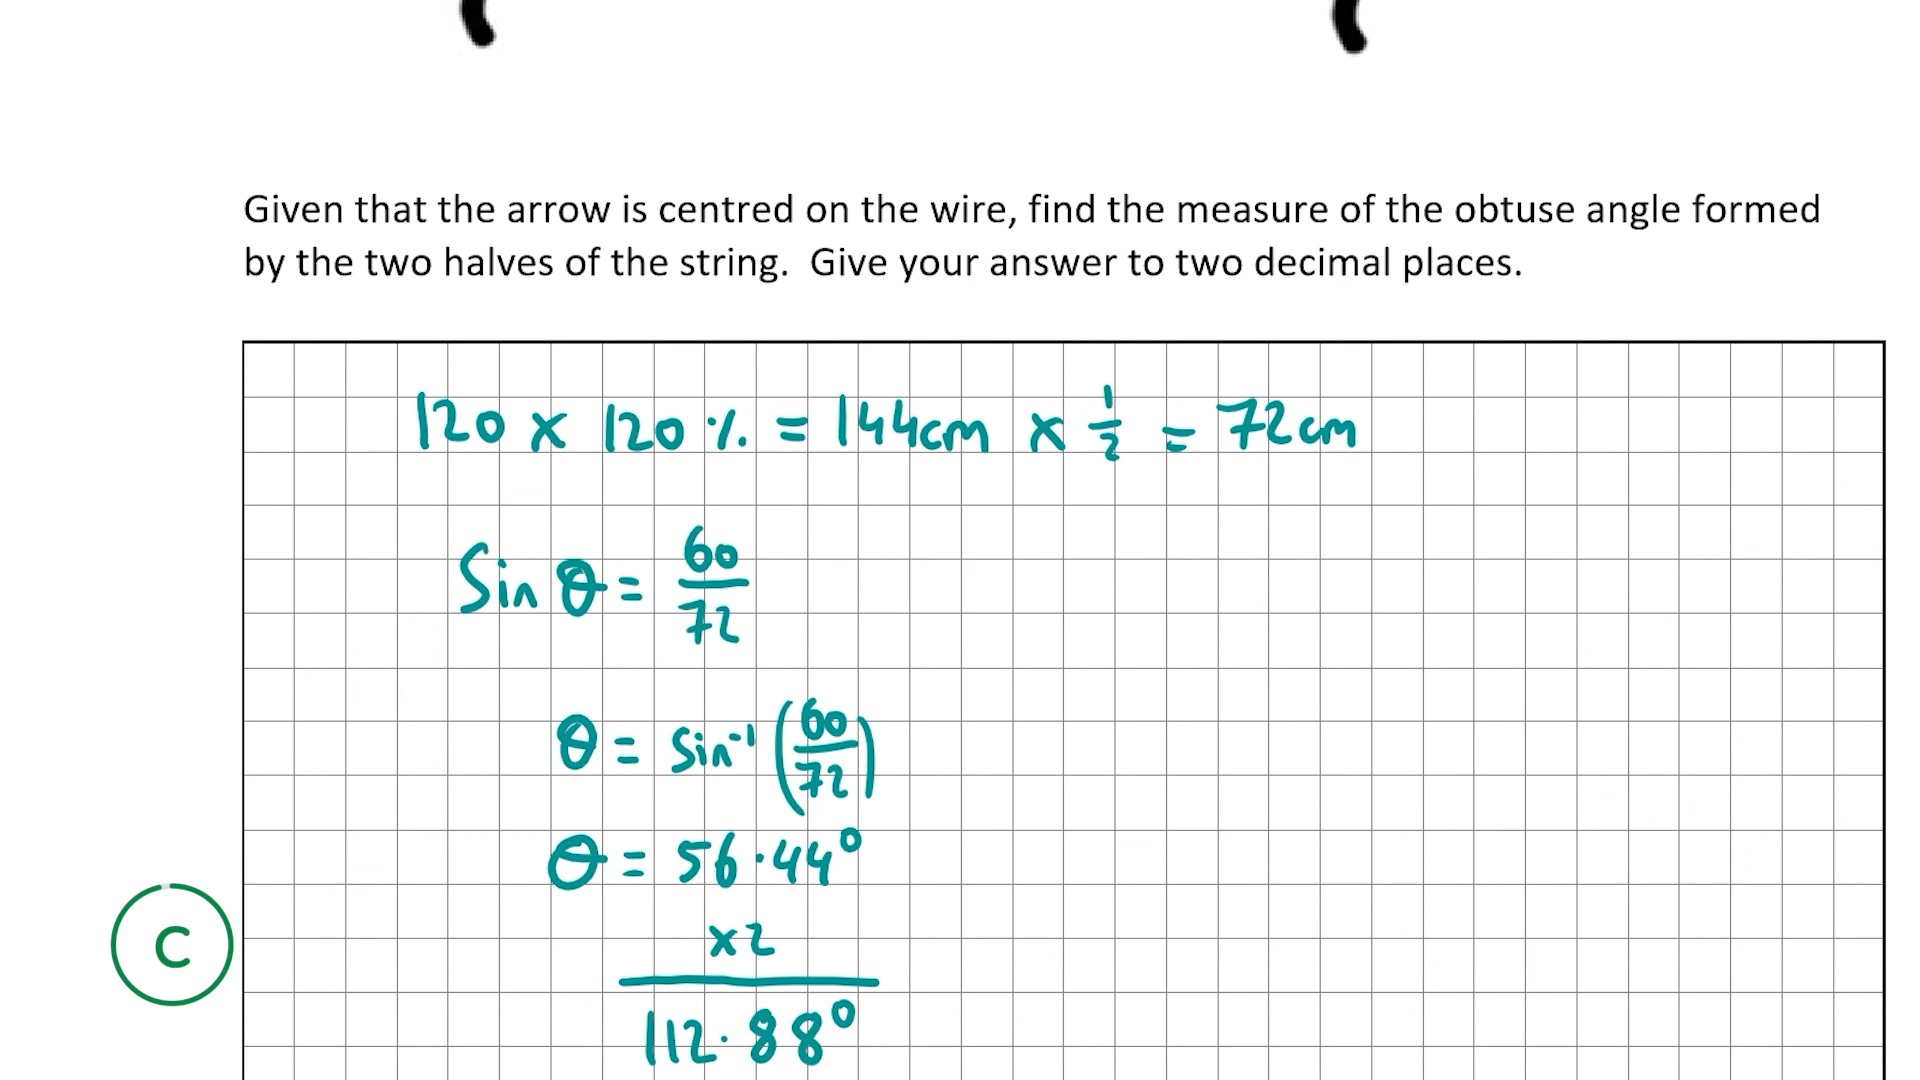 Given that the arrow is centred on the wire, find the measure of the obtuse angle formed
by the two halves of the string. Give your answer to two decimal places.
120 × 120 % = 144cm × 1/2 = 72cm
Sin θ = 60/72
θ = Sin⁻¹ (60/72)
θ = 56·44°
×2
C
112·88°